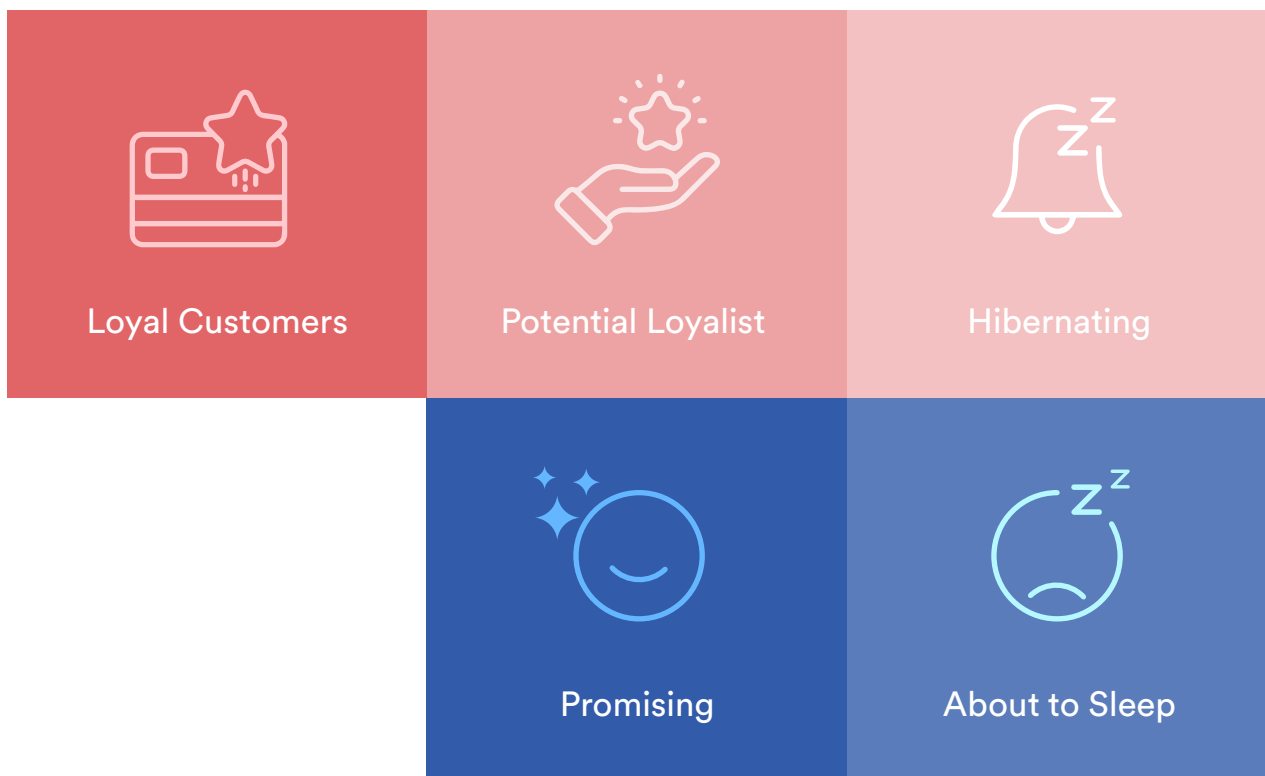 Loyal Customers
Potential Loyalist
Hibernating
Promising
About to Sleep